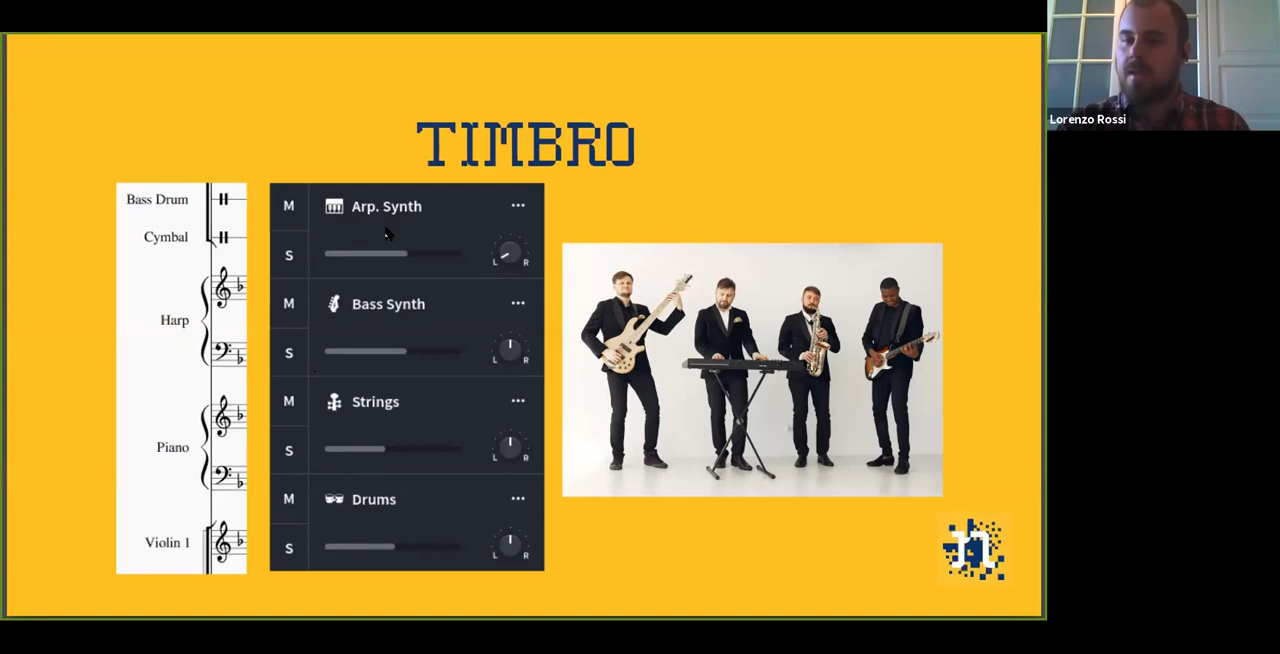 TIMBRO
Bass Drum
Cymbal
Harp
Piano
Violin 1
M
Arp. Synth
S
L R
M
Bass Synth
S
L R
M
Strings
S
L R
M
Drums
S
L R
n
Lorenzo Rossi